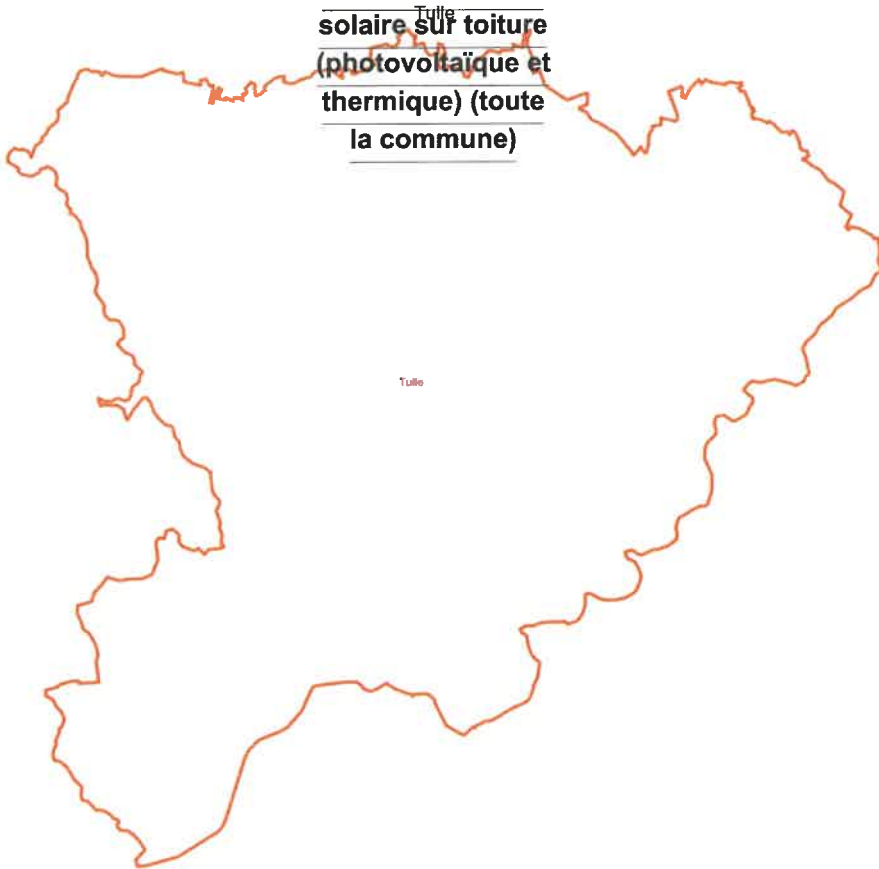 Tulle
solaire sur toiture
(photovoltaïque et
thermique) (toute
la commune)
Tulle